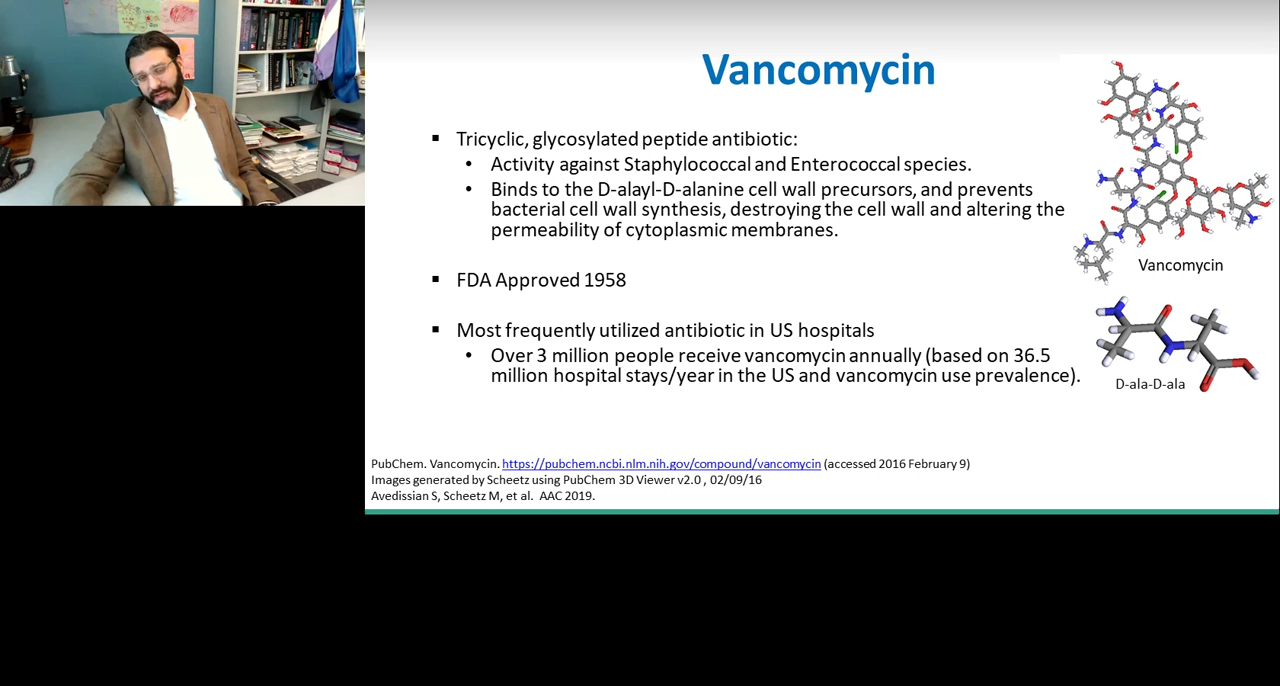 Vancomycin
▪ Tricyclic, glycosylated peptide antibiotic:
• Activity against Staphylococcal and Enterococcal species.
• Binds to the D-alayl-D-alanine cell wall precursors, and prevents
bacterial cell wall synthesis, destroying the cell wall and altering the
permeability of cytoplasmic membranes.
▪ FDA Approved 1958
▪ Most frequently utilized antibiotic in US hospitals
• Over 3 million people receive vancomycin annually (based on 36.5
million hospital stays/year in the US and vancomycin use prevalence).
Vancomycin
D-ala-D-ala
PubChem. Vancomycin. https://pubchem.ncbi.nlm.nih.gov/compound/vancomycin (accessed 2016 February 9)
Images generated by Scheetz using PubChem 3D Viewer v2.0 , 02/09/16
Avedissian S, Scheetz M, et al. AAC 2019.